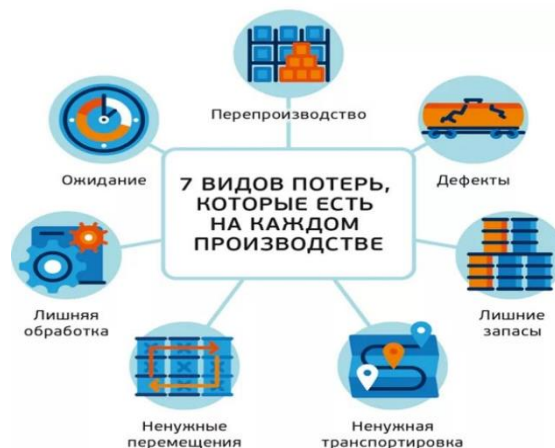 Перепроизводство
Ожидание
7 ВИДОВ ПОТЕРЬ,
КОТОРЫЕ ЕСТЬ
НА КАЖДОМ
ПРОИЗВОДСТВЕ
Дефекты
Лишняя
обработка
Лишние
запасы
Ненужные
перемещения
Ненужная
транспортировка